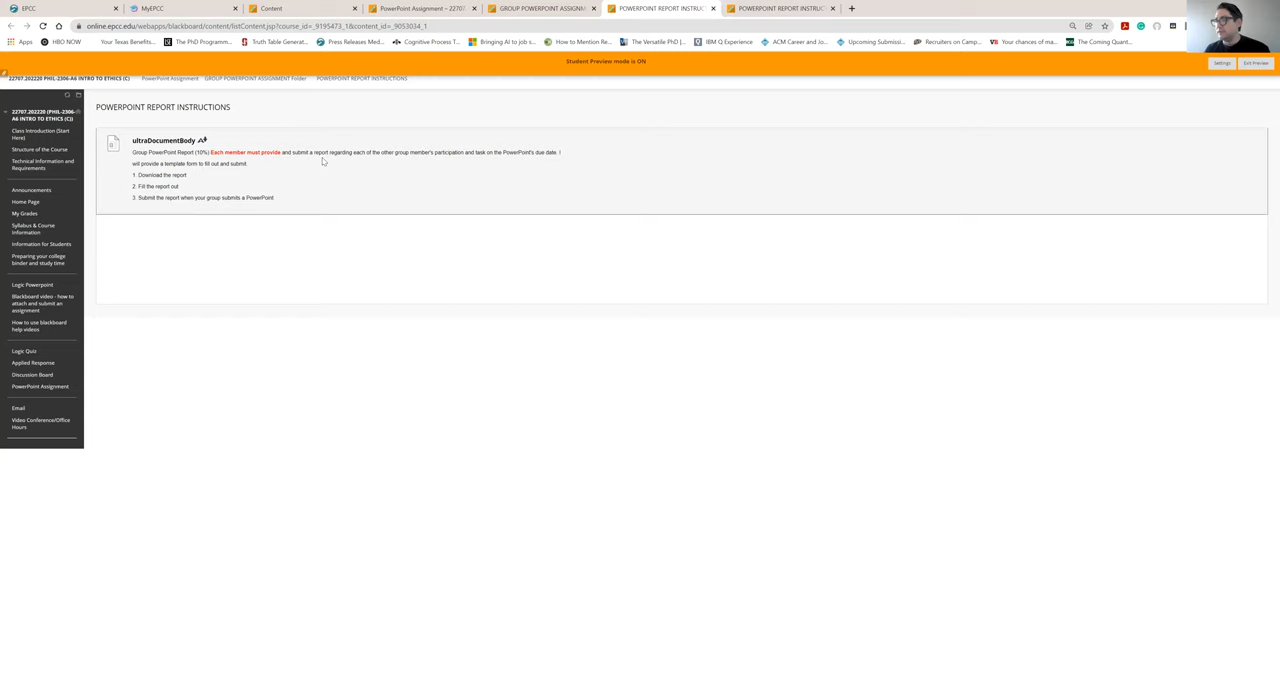 EPCC
MyEPCC
Content
PowerPoint Assignment – 22707
GROUP POWERPOINT ASSIGNM
POWERPOINT REPORT INSTRUC
POWERPOINT REPORT INSTRUC
online.epcc.edu/webapps/blackboard/content/listContent.jsp?course_id=_9195473_1&content_id=_9053034_1
Apps
HBO NOW
Your Texas Benefits...
The PhD Programm...
Truth Table Generat...
Press Releases Med...
Cognitive Process T...
Bringing AI to job s...
How to Mention Re...
The Versatile PhD |...
IBM Q Experience
ACM Career and Jo...
Upcoming Submissi...
Recruiters on Camp...
Your chances of ma...
The Coming Quant...
Student Preview mode is ON
Settings
Exit Preview
22707.202220 (PHIL-2306-A6 INTRO TO ETHICS (C))
PowerPoint Assignment
GROUP POWERPOINT ASSIGNMENT Folder
POWERPOINT REPORT INSTRUCTIONS
22707.202220 (PHIL-2306-
A6 INTRO TO ETHICS (C))
Class Introduction (Start
Here)
Structure of the Course
Technical Information and
Requirements
Announcements
Home Page
My Grades
Syllabus & Course
Information
Information for Students
Preparing your college
binder and study time
Logic Powerpoint
Blackboard video - how to
attach and submit an
assignment
How to use blackboard
help videos
Logic Quiz
Applied Response
Discussion Board
PowerPoint Assignment
Email
Video Conference/Office
Hours
POWERPOINT REPORT INSTRUCTIONS
ultraDocumentBody
Group PowerPoint Report (10%) Each member must provide and submit a report regarding each of the other group member's participation and task on the PowerPoint's due date. I
will provide a template form to fill out and submit.
1. Download the report
2. Fill the report out
3. Submit the report when your group submits a PowerPoint